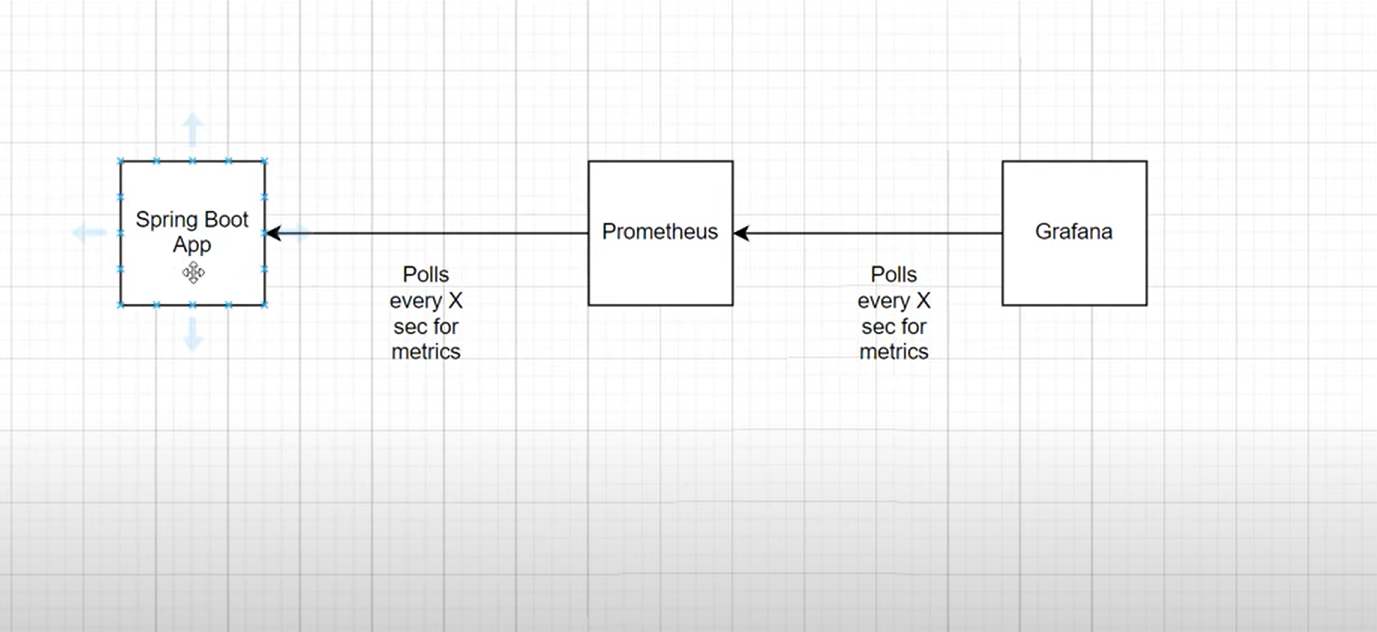 Spring Boot
App
Prometheus
Grafana
Polls
every X
sec for
metrics
Polls
every X
sec for
metrics